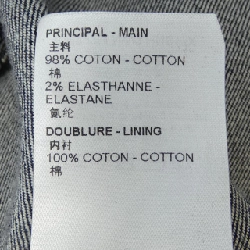 PRINCIPAL - MAIN
主料
98% COTON - COTTON
棉
2% ELASTHANNE -
ELASTANE
氨纶
DOUBLURE - LINING
内衬
100% COTON - COTTON
棉